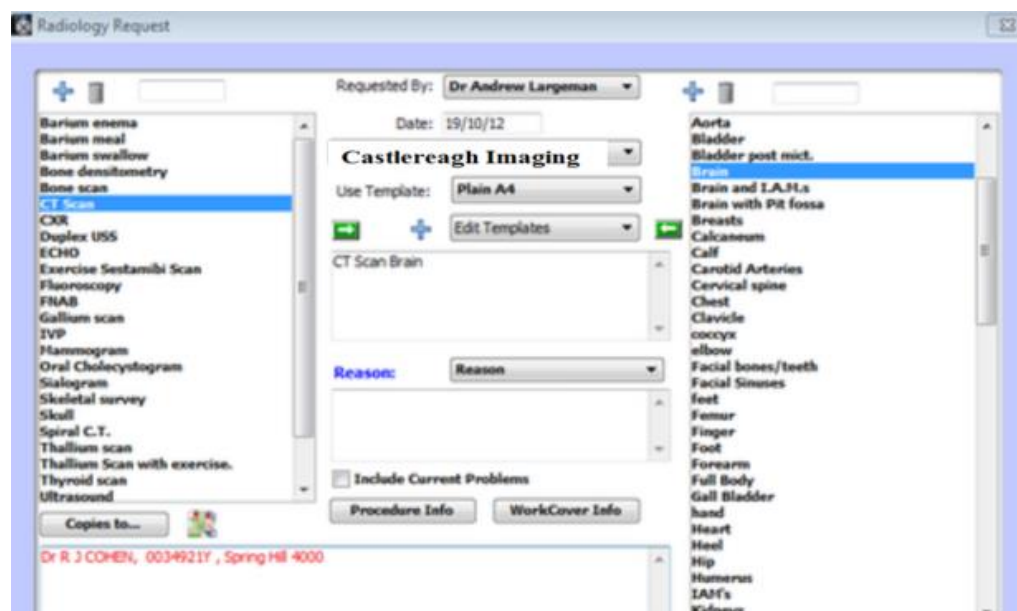 Radiology Request
Requested By:
Dr Andrew Largeman
Date:
19/10/12
Castlereagh Imaging
Use Template:
Plain A4
Edit Templates
CT Scan Brain
Reason:
Reason
Include Current Problems
Procedure Info
WorkCover Info
Barium enema
Barium meal
Barium swallow
Bone densitometry
Bone scan
CT Scan
CXR
Duplex USS
ECHO
Exercise Sestamibi Scan
Fluoroscopy
FNAB
Gallium scan
IVP
Mammogram
Oral Cholecystogram
Sialogram
Skeletal survey
Skull
Spiral C.T.
Thallium scan
Thallium Scan with exercise.
Thyroid scan
Ultrasound
Copies to...
Dr R J COHEN, 0034921Y , Spring Hill 4000
Aorta
Bladder
Bladder post mict.
Brain
Brain and I.A.M.s
Brain with Pit fossa
Breasts
Calcaneum
Calf
Carotid Arteries
Cervical spine
Chest
Clavicle
coccyx
elbow
Facial bones/teeth
Facial Sinuses
feet
Femur
Finger
Foot
Forearm
Full Body
Gall Bladder
hand
Heart
Heel
Hip
Humerus
IAM's